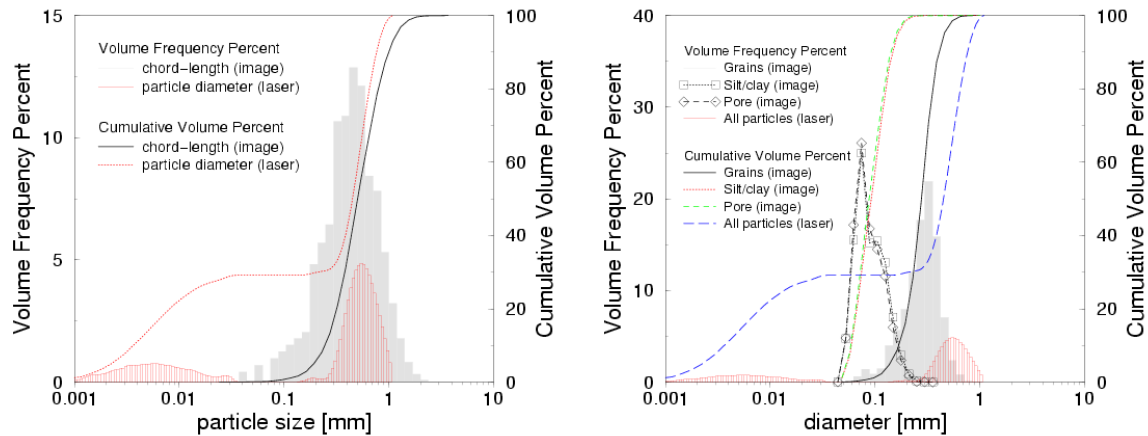 15
10
5
0
Volume Frequency Percent
Volume Frequency Percent
chord-length (image)
particle diameter (laser)
Cumulative Volume Percent
chord-length (image)
particle diameter (laser)
100
80
60
40
20
0
Cumulative Volume Percent
0.001
0.01
0.1
1
10
particle size [mm]
40
30
20
10
0
Volume Frequency Percent
Volume Frequency Percent
Grains (image)
Silt/clay (image)
Pore (image)
All particles (laser)
Cumulative Volume Percent
Grains (image)
Silt/clay (image)
Pore (image)
All particles (laser)
100
80
60
40
20
0
Cumulative Volume Percent
0.001
0.01
0.1
1
10
diameter [mm]